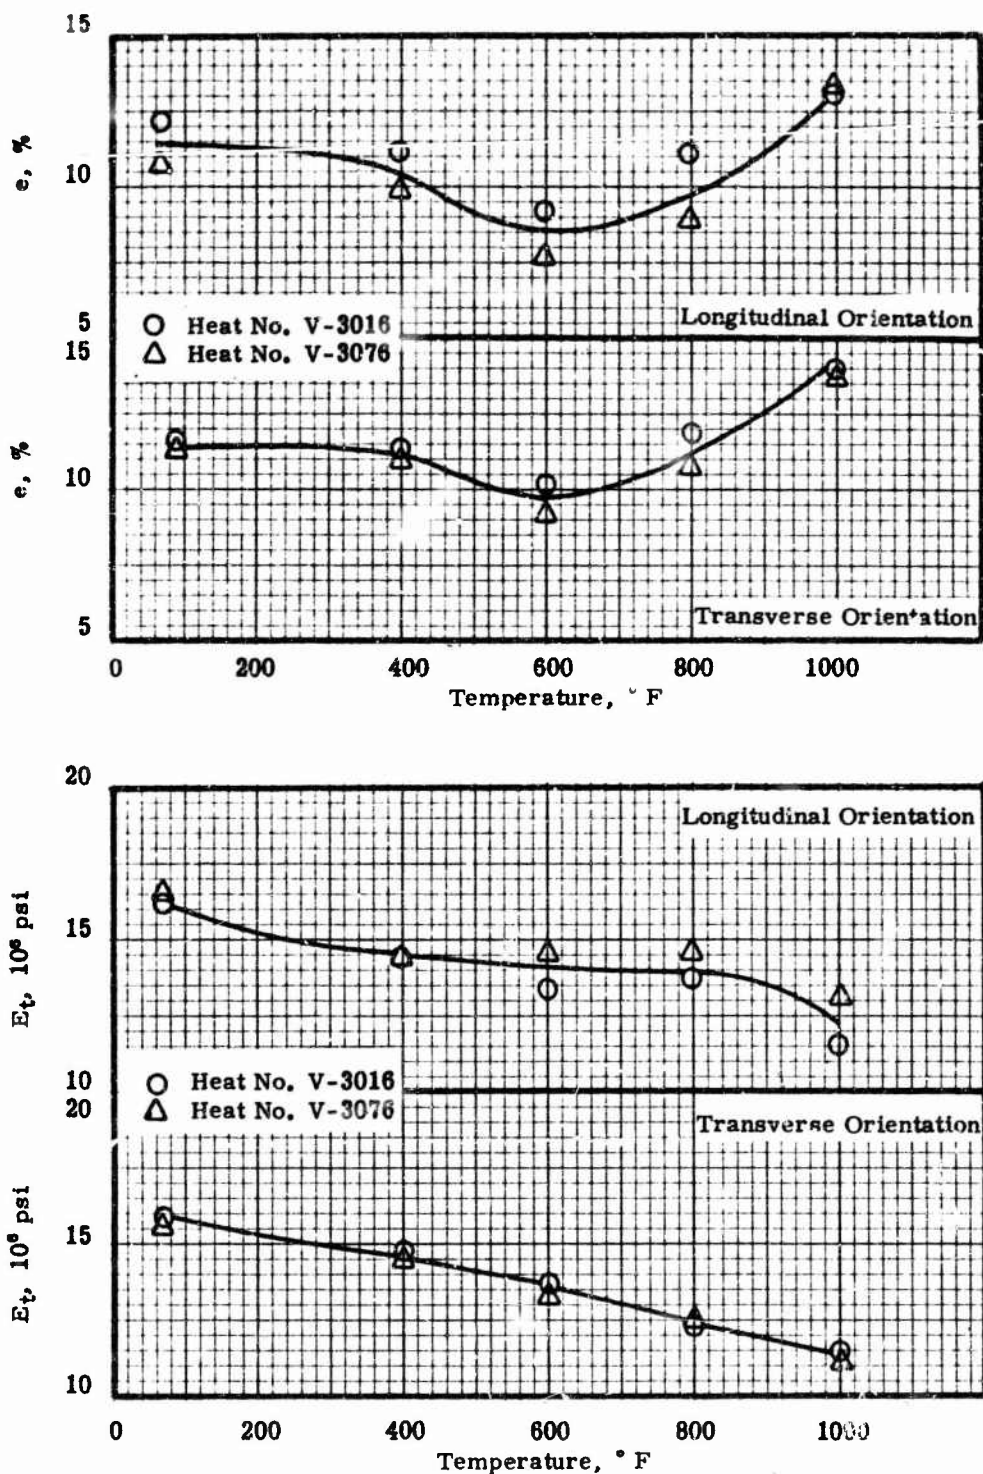 15
e, %
10
Longitudinal Orientation
5
O Heat No. V-3016
Δ Heat No. V-3076
15
e, %
10
Transverse Orientation
5
0 200 400 600 800 1000
Temperature, ° F
20
Longitudinal Orientation
Et, 10⁶ psi
15
10
O Heat No. V-3016
Δ Heat No. V-3076
20
Transverse Orientation
Et, 10⁶ psi
15
10
0 200 400 600 800 1000
Temperature, ° F